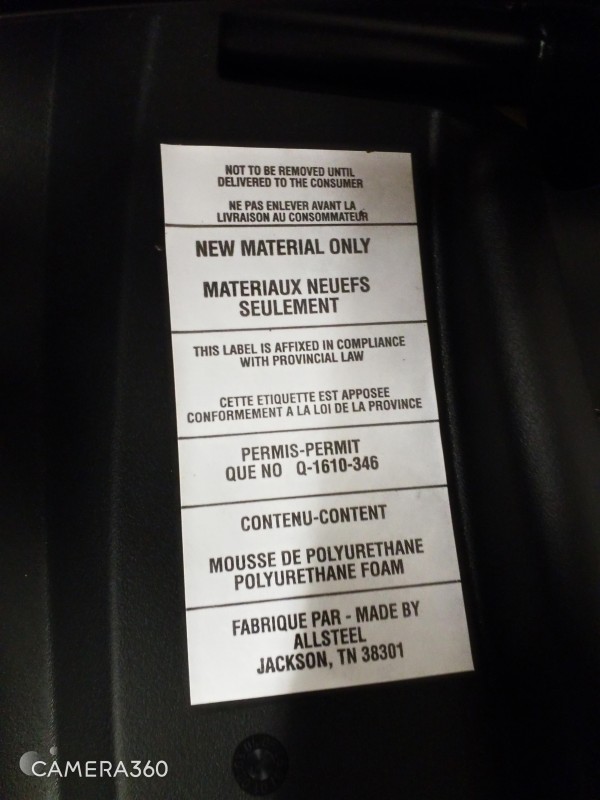 NOT TO BE REMOVED UNTIL
DELIVERED TO THE CONSUMER
NE PAS ENLEVER AVANT LA
LIVRAISON AU CONSOMMATEUR
NEW MATERIAL ONLY
MATERIAUX NEUEFS
SEULEMENT
THIS LABEL IS AFFIXED IN COMPLIANCE
WITH PROVINCIAL LAW
CETTE ETIQUETTE EST APPOSEE
CONFORMEMENT A LA LOI DE LA PROVINCE
PERMIS-PERMIT
QUE NO Q-1610-346
CONTENU-CONTENT
MOUSSE DE POLYURETHANE
POLYURETHANE FOAM
FABRIQUE PAR - MADE BY
ALLSTEEL
JACKSON, TN 38301
CAMERA360